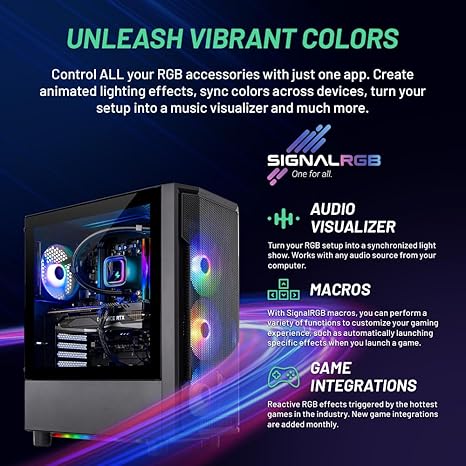 UNLEASH VIBRANT COLORS
Control ALL your RGB accessories with just one app. Create
animated lighting effects, sync colors across devices, turn your
setup into a music visualizer and much more.
SIGNALRGB
One for all.
AUDIO
VISUALIZER
Turn your RGB setup into a synchronized light
show. Works with any audio source from your
computer.
MACROS
With SignalRGB macros, you can perform a
variety of functions to customize your gaming
experience, such as automatically launching
specific effects when you launch a game.
GAME
INTEGRATIONS
Reactive RGB effects triggered by the hottest
games in the industry. New game integrations
are added monthly.
RTX